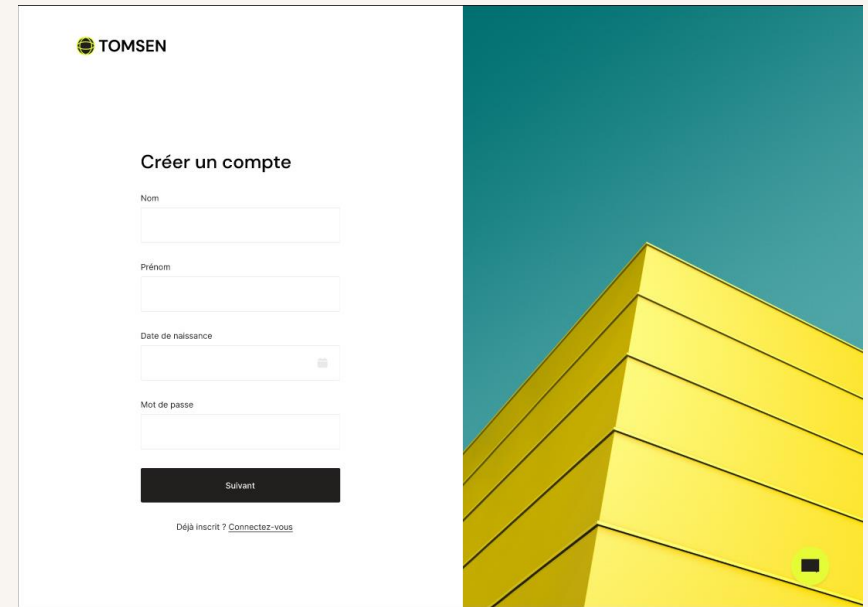 TOMSEN
Créer un compte
Nom
Prénom
Date de naissance
Mot de passe
Suivant
Déjà inscrit ? Connectez-vous